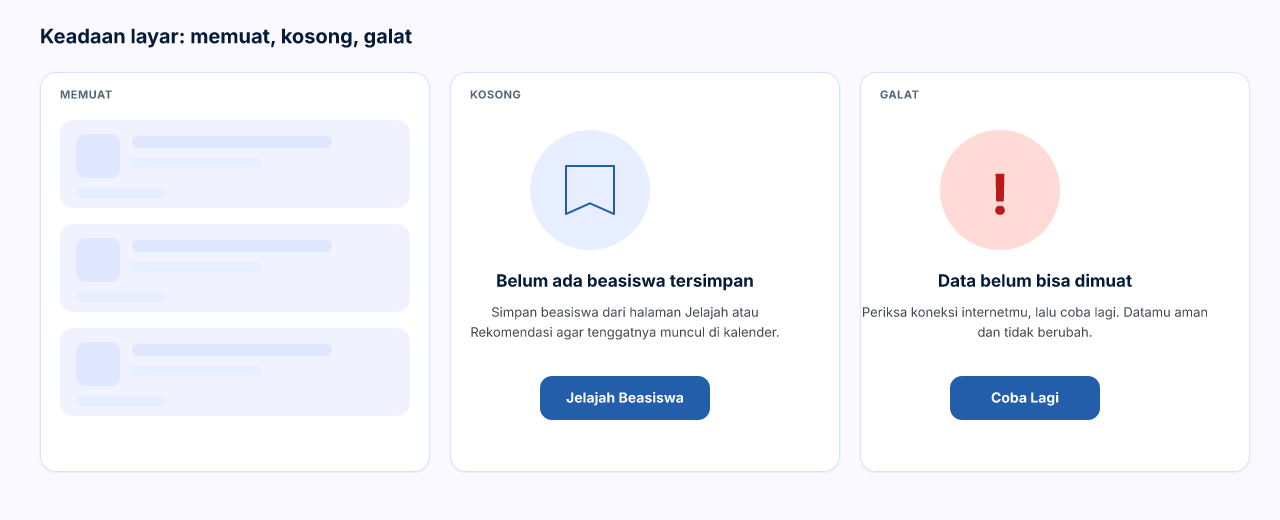 Keadaan layar: memuat, kosong, galat
MEMUAT
KOSONG
Belum ada beasiswa tersimpan
Simpan beasiswa dari halaman Jelajah atau
Rekomendasi agar tenggatnya muncul di kalender.
Jelajah Beasiswa
GALAT
!
Data belum bisa dimuat
Periksa koneksi internetmu, lalu coba lagi. Datamu aman
dan tidak berubah.
Coba Lagi